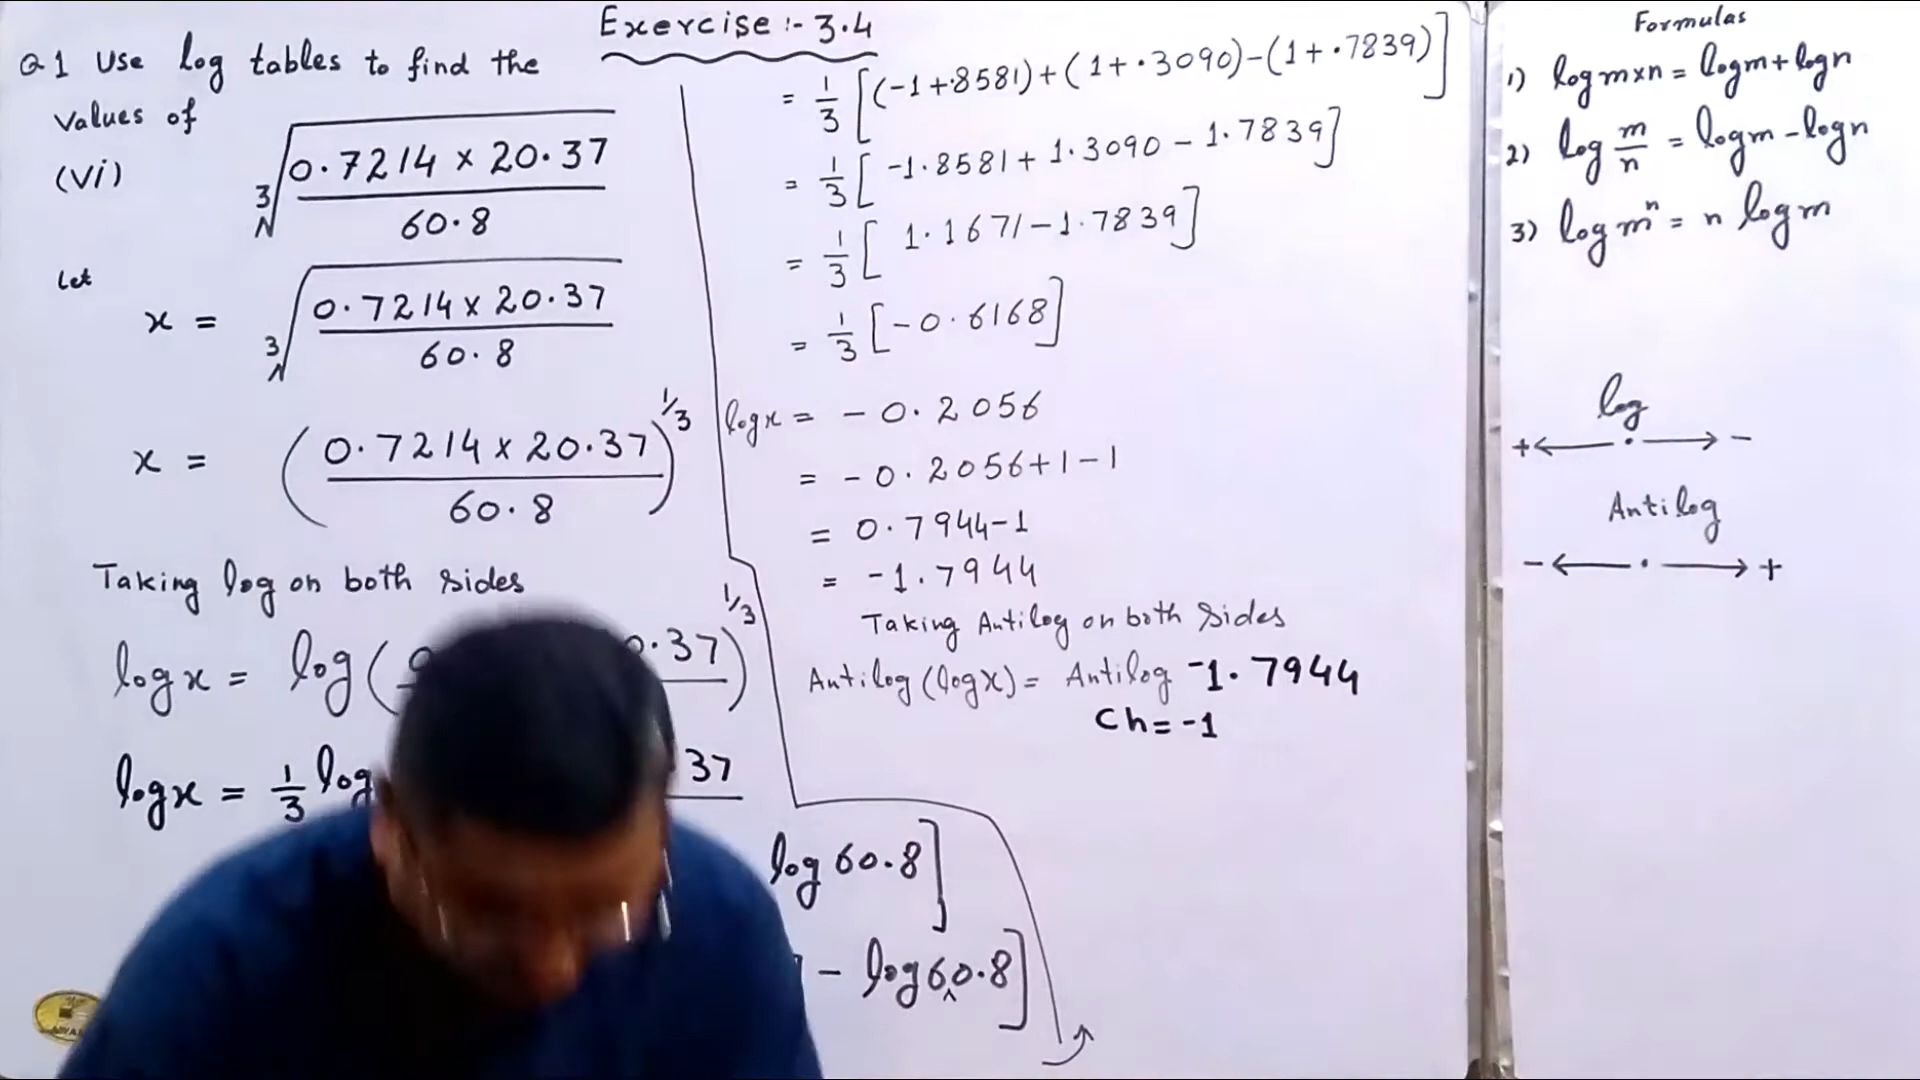 Exercise :- 3.4
Q1 Use log tables to find the
values of
(vi) ∛(0.7214 × 20.37 / 60.8)
Let
x = ∛(0.7214 × 20.37 / 60.8)
x = (0.7214 × 20.37 / 60.8)^1/3
Taking log on both sides
log x = log ( .37)^1/3
log x = 1/3 log 37
log 60.8]
- log 60.8]
= 1/3 [(-1+.8581)+(1+.3090)-(1+.7839)]
= 1/3 [-1.8581 + 1.3090 - 1.7839]
= 1/3 [1.1671 - 1.7839]
= 1/3 [-0.6168]
log x = -0.2056
= -0.2056+1-1
= 0.7944-1
= -1.7944
Taking Antilog on both sides
Antilog (log x) = Antilog -1.7944
Ch = -1
Formulas
1) log m×n = log m + log n
2) log m/n = log m - log n
3) log m^n = n log m
log
+ ← . → -
Antilog
- ← . → +